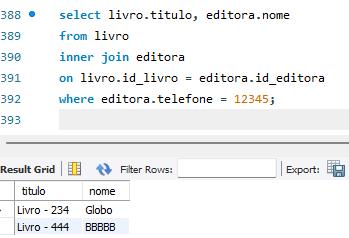 388 select livro.titulo, editora.nome
389 from livro
390 inner join editora
391 on livro.id_livro = editora.id_editora
392 where editora.telefone = 12345;
393
Result Grid Filter Rows: Export:
titulo nome
Livro - 234 Globo
Livro - 444 BBBBB